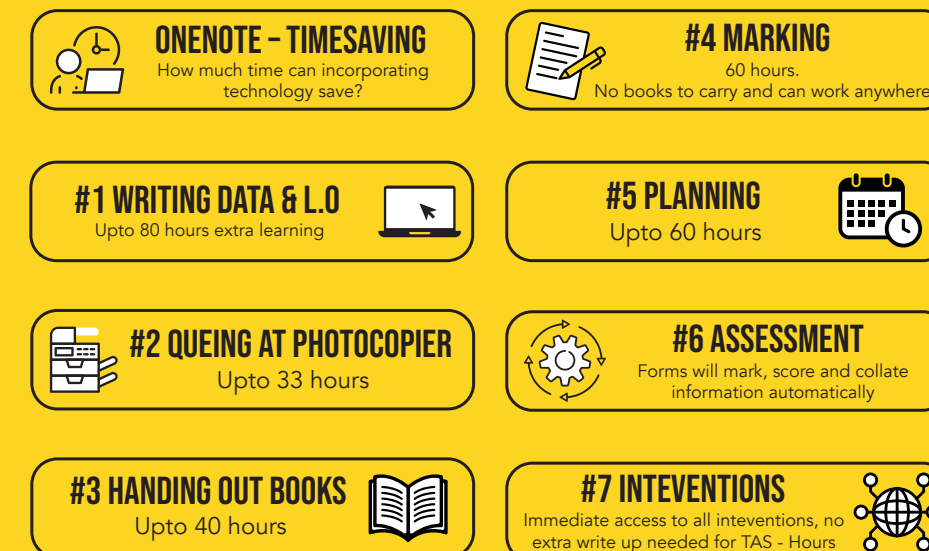 ONENOTE – TIMESAVING
How much time can incorporating
technology save?
#1 WRITING DATA & L.O
Upto 80 hours extra learning
#2 QUEING AT PHOTOCOPIER
Upto 33 hours
#3 HANDING OUT BOOKS
Upto 40 hours
#4 MARKING
60 hours.
No books to carry and can work anywhere
#5 PLANNING
Upto 60 hours
#6 ASSESSMENT
Forms will mark, score and collate
information automatically
#7 INTEVENTIONS
Immediate access to all inteventions, no
extra write up needed for TAS - Hours